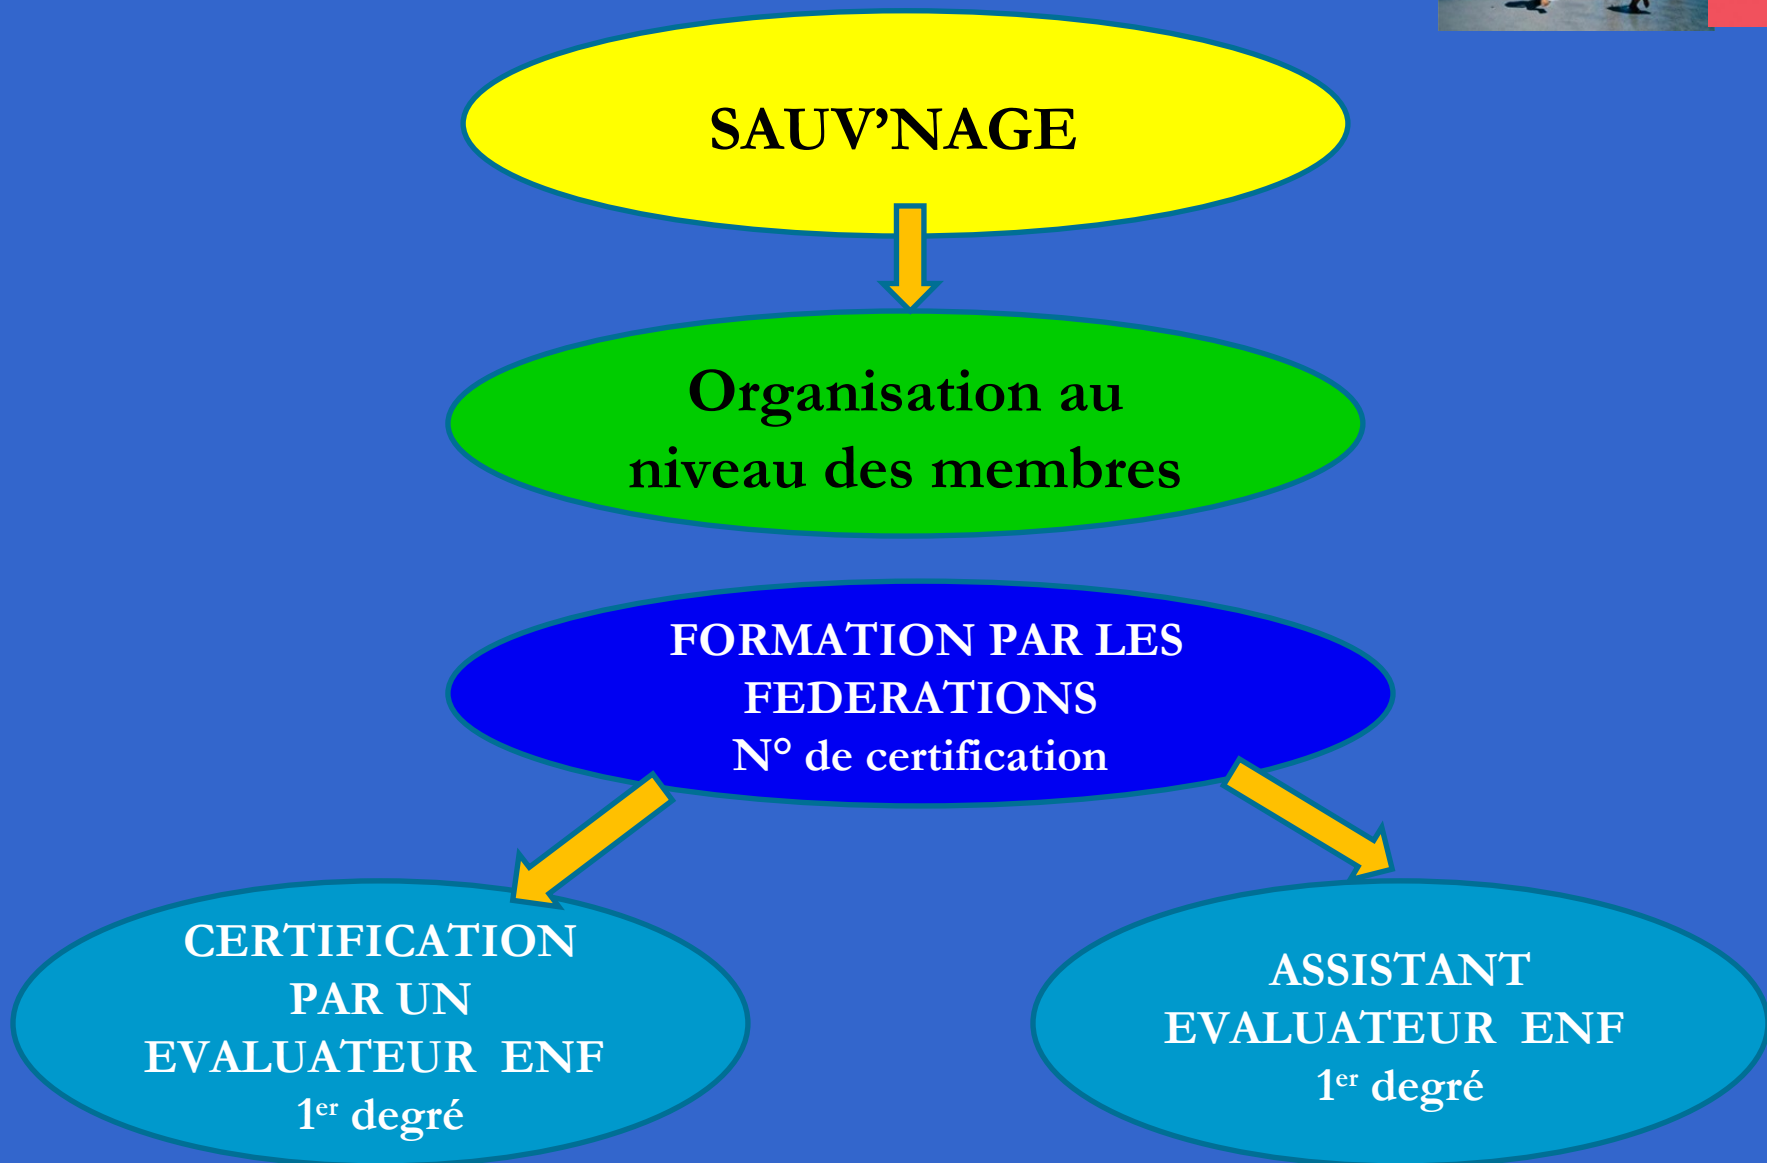 SAUV’NAGE
Organisation au
niveau des membres
FORMATION PAR LES
FEDERATIONS
N° de certification
CERTIFICATION
PAR UN
EVALUATEUR ENF
1er degré
ASSISTANT
EVALUATEUR ENF
1er degré